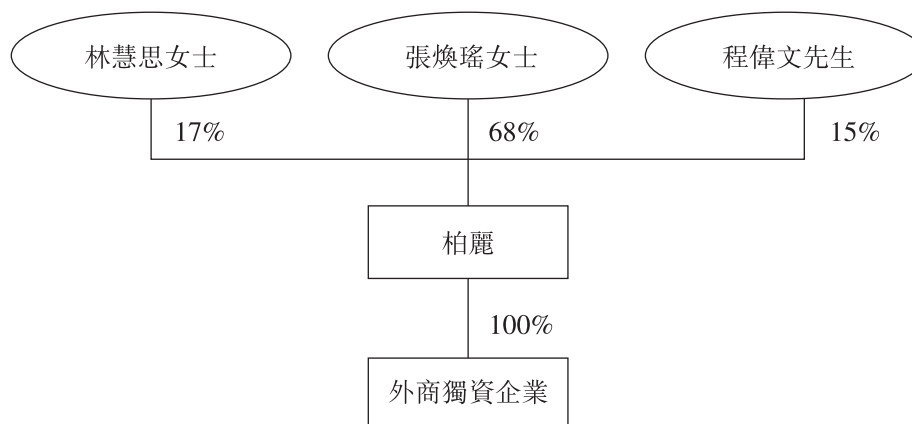 林慧思女士
張煥瑤女士
程偉文先生
17%
68%
15%
柏麗
100%
外商獨資企業